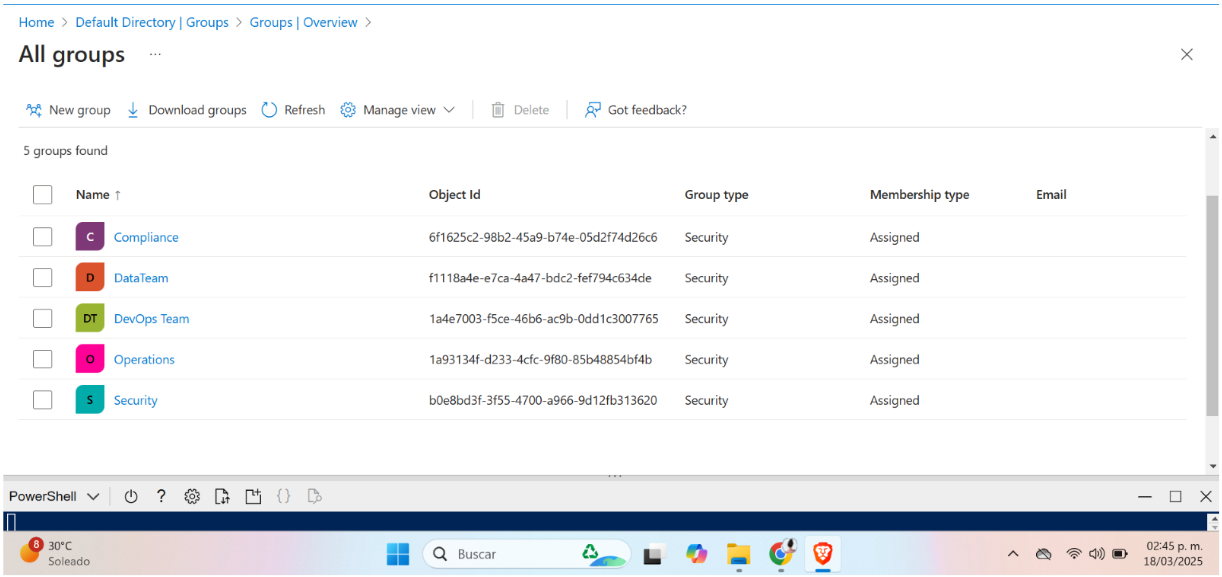 Home > Default Directory | Groups > Groups | Overview >
All groups ...
New group Download groups Refresh Manage view Delete Got feedback?
5 groups found
Name ↑ Object Id Group type Membership type Email
C Compliance 6f1625c2-98b2-45a9-b74e-05d2f74d26c6 Security Assigned
D DataTeam f1118a4e-e7ca-4a47-bdc2-fef794c634de Security Assigned
DT DevOps Team 1a4e7003-f5ce-46b6-ac9b-0dd1c3007765 Security Assigned
O Operations 1a93134f-d233-4cfc-9f80-85b48854bf4b Security Assigned
S Security b0e8bd3f-3f55-4700-a966-9d12fb313620 Security Assigned
PowerShell ? {}
8 30°C
Soleado
Buscar
02:45 p. m.
18/03/2025